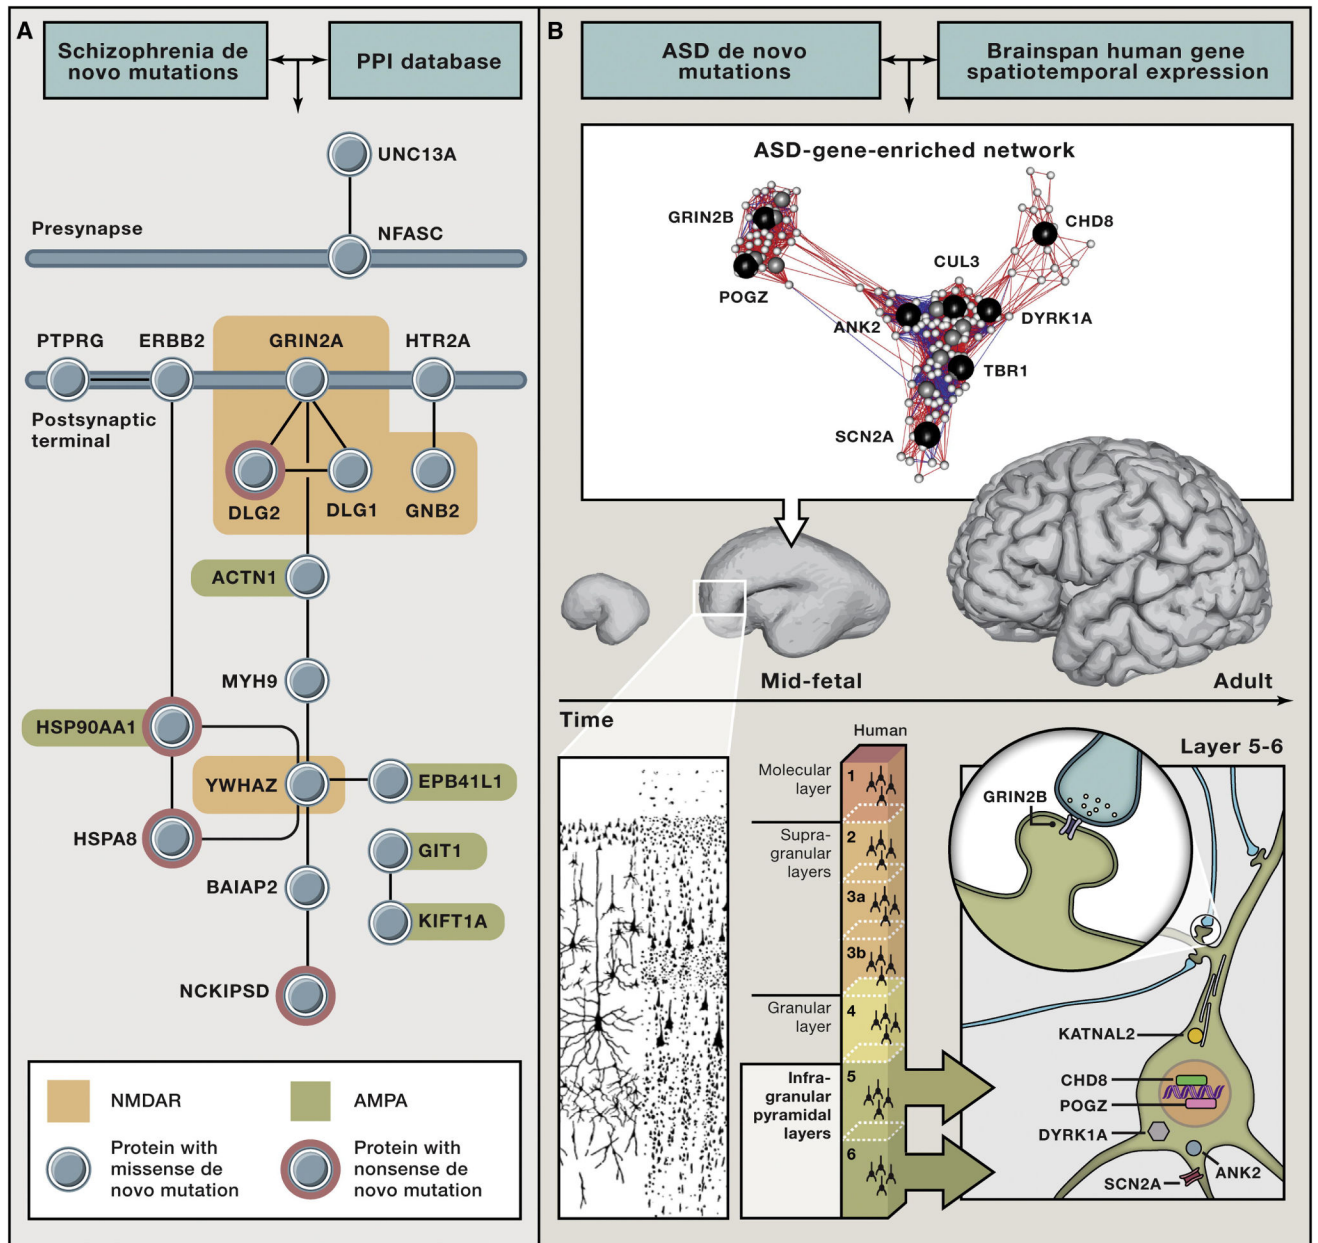 A
Schizophrenia de
novo mutations
PPI database
UNC13A
Presynapse
NFASC
PTPRG
ERBB2
GRIN2A
HTR2A
Postsynaptic
terminal
DLG2
DLG1
GNB2
ACTN1
MYH9
HSP90AA1
YWHAZ
EPB41L1
HSPA8
GIT1
BAIAP2
KIFT1A
NCKIPSD
NMDAR
AMPA
Protein with
missense de
novo mutation
Protein with
nonsense de
novo mutation
B
ASD de novo
mutations
Brainspan human gene
spatiotemporal expression
ASD-gene-enriched network
GRIN2B
CHD8
CUL3
POGZ
ANK2
DYRK1A
TBR1
SCN2A
Mid-fetal
Adult
Time
Human
Molecular
layer
1
Supra-
granular
layers
2
3a
3b
Granular
layer
4
Infra-
granular
pyramidal
layers
5
6
Layer 5-6
GRIN2B
KATNAL2
CHD8
POGZ
DYRK1A
ANK2
SCN2A